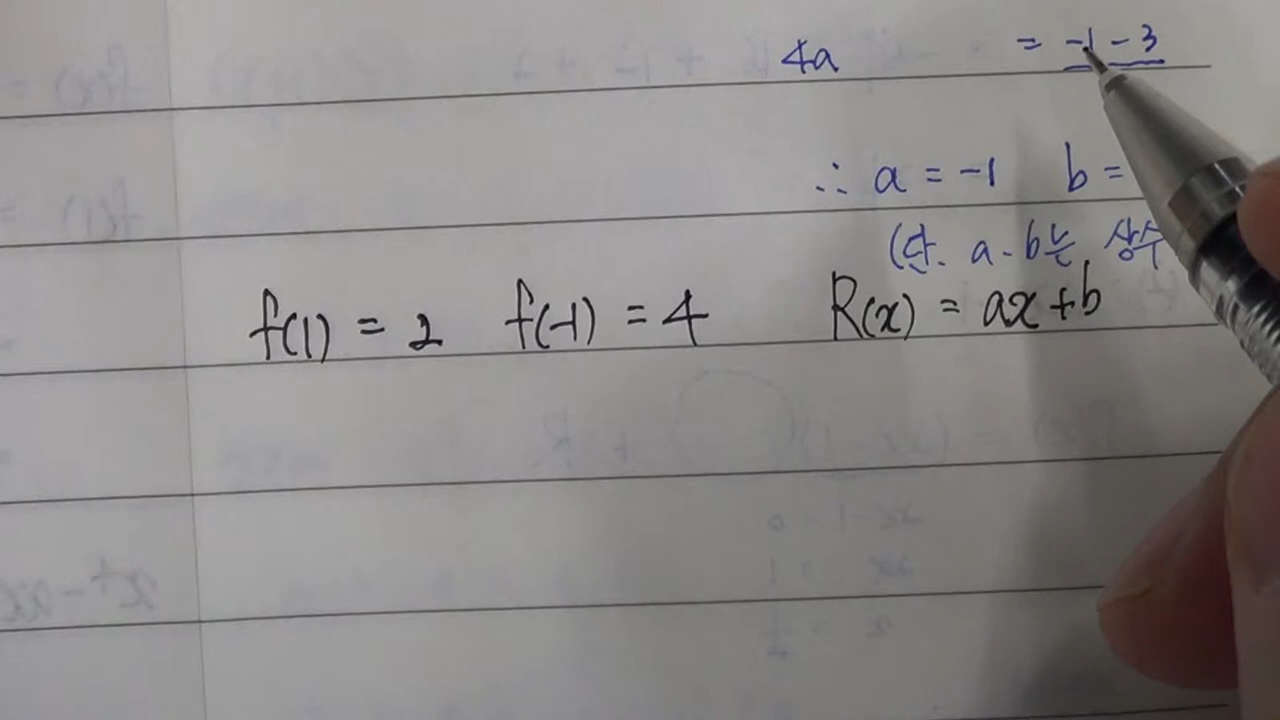 4a = -1 - 3
∴ a = -1 b =
(단. a. b는 상수
f(1) = 2 f(-1) = 4 R(x) = ax + b